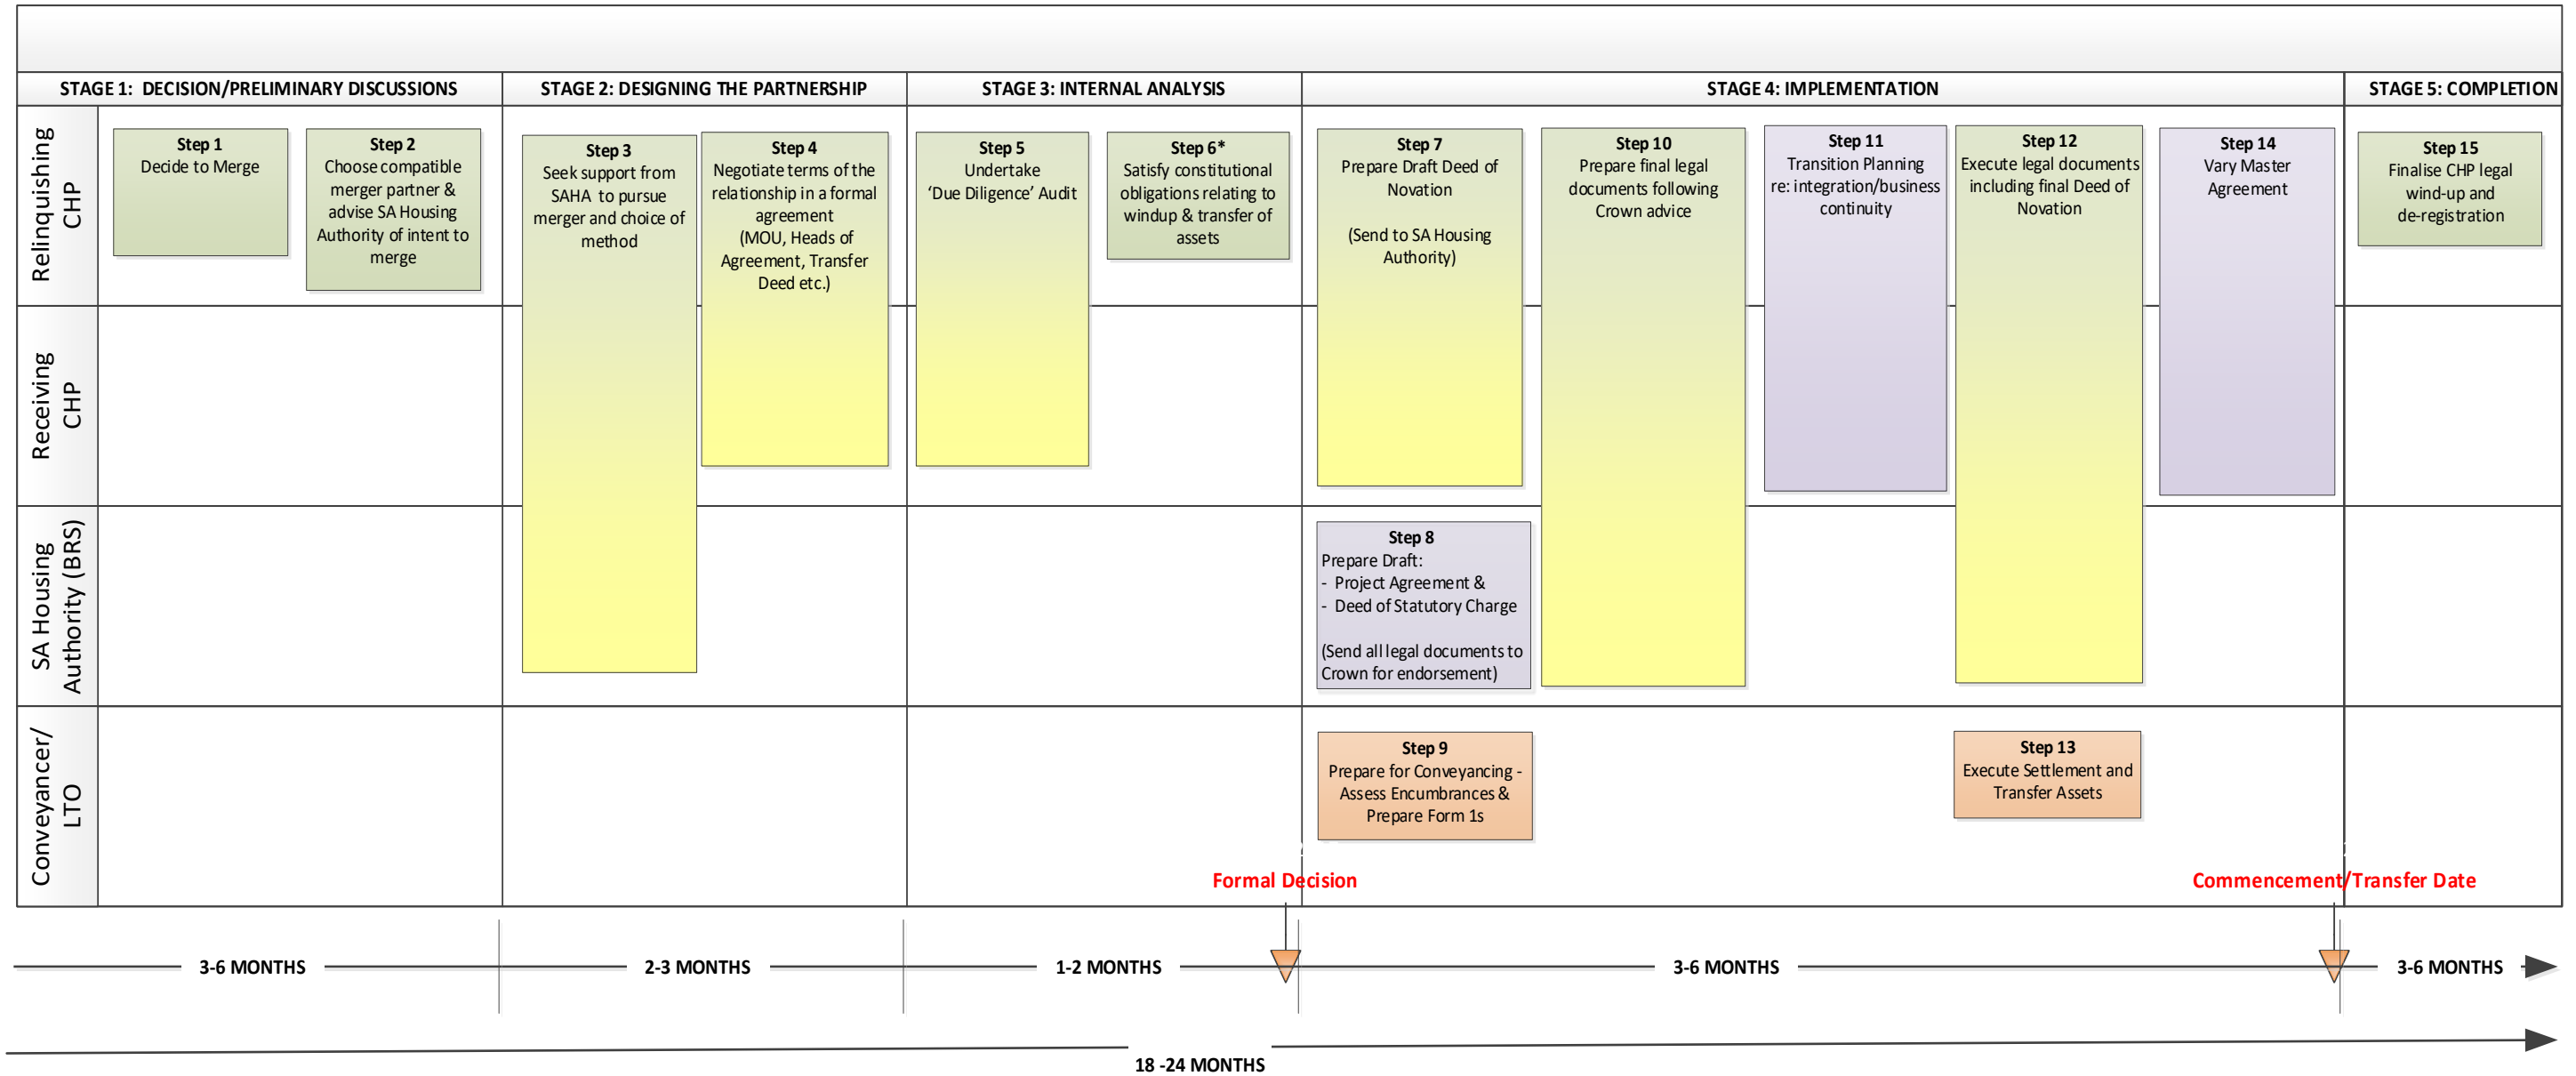 STAGE 1: DECISION/PRELIMINARY DISCUSSIONS
STAGE 2: DESIGNING THE PARTNERSHIP
STAGE 3: INTERNAL ANALYSIS
STAGE 4: IMPLEMENTATION
STAGE 5: COMPLETION
Relinquishing
CHP
Step 1
Decide to Merge
Step 2
Choose compatible
merger partner &
advise SA Housing
Authority of intent to
merge
Step 3
Seek support from
SAHA to pursue
merger and choice of
method
Step 4
Negotiate terms of the
relationship in a formal
agreement
(MOU, Heads of
Agreement, Transfer
Deed etc.)
Step 5
Undertake
‘Due Diligence’ Audit
Step 6*
Satisfy constitutional
obligations relating to
windup & transfer of
assets
Step 7
Prepare Draft Deed of
Novation
(Send to SA Housing
Authority)
Step 10
Prepare final legal
documents following
Crown advice
Step 11
Transition Planning
re: integration/business
continuity
Step 12
Execute legal documents
including final Deed of
Novation
Step 14
Vary Master
Agreement
Step 15
Finalise CHP legal
wind-up and
de-registration
Receiving
CHP
SA Housing
Authority (BRS)
Step 8
Prepare Draft:
- Project Agreement &
- Deed of Statutory Charge
(Send all legal documents to
Crown for endorsement)
Conveyancer/
LTO
Step 9
Prepare for Conveyancing -
Assess Encumbrances &
Prepare Form 1s
Step 13
Execute Settlement and
Transfer Assets
Formal Decision
Commencement/Transfer Date
3-6 MONTHS
2-3 MONTHS
1-2 MONTHS
3-6 MONTHS
3-6 MONTHS
18 -24 MONTHS